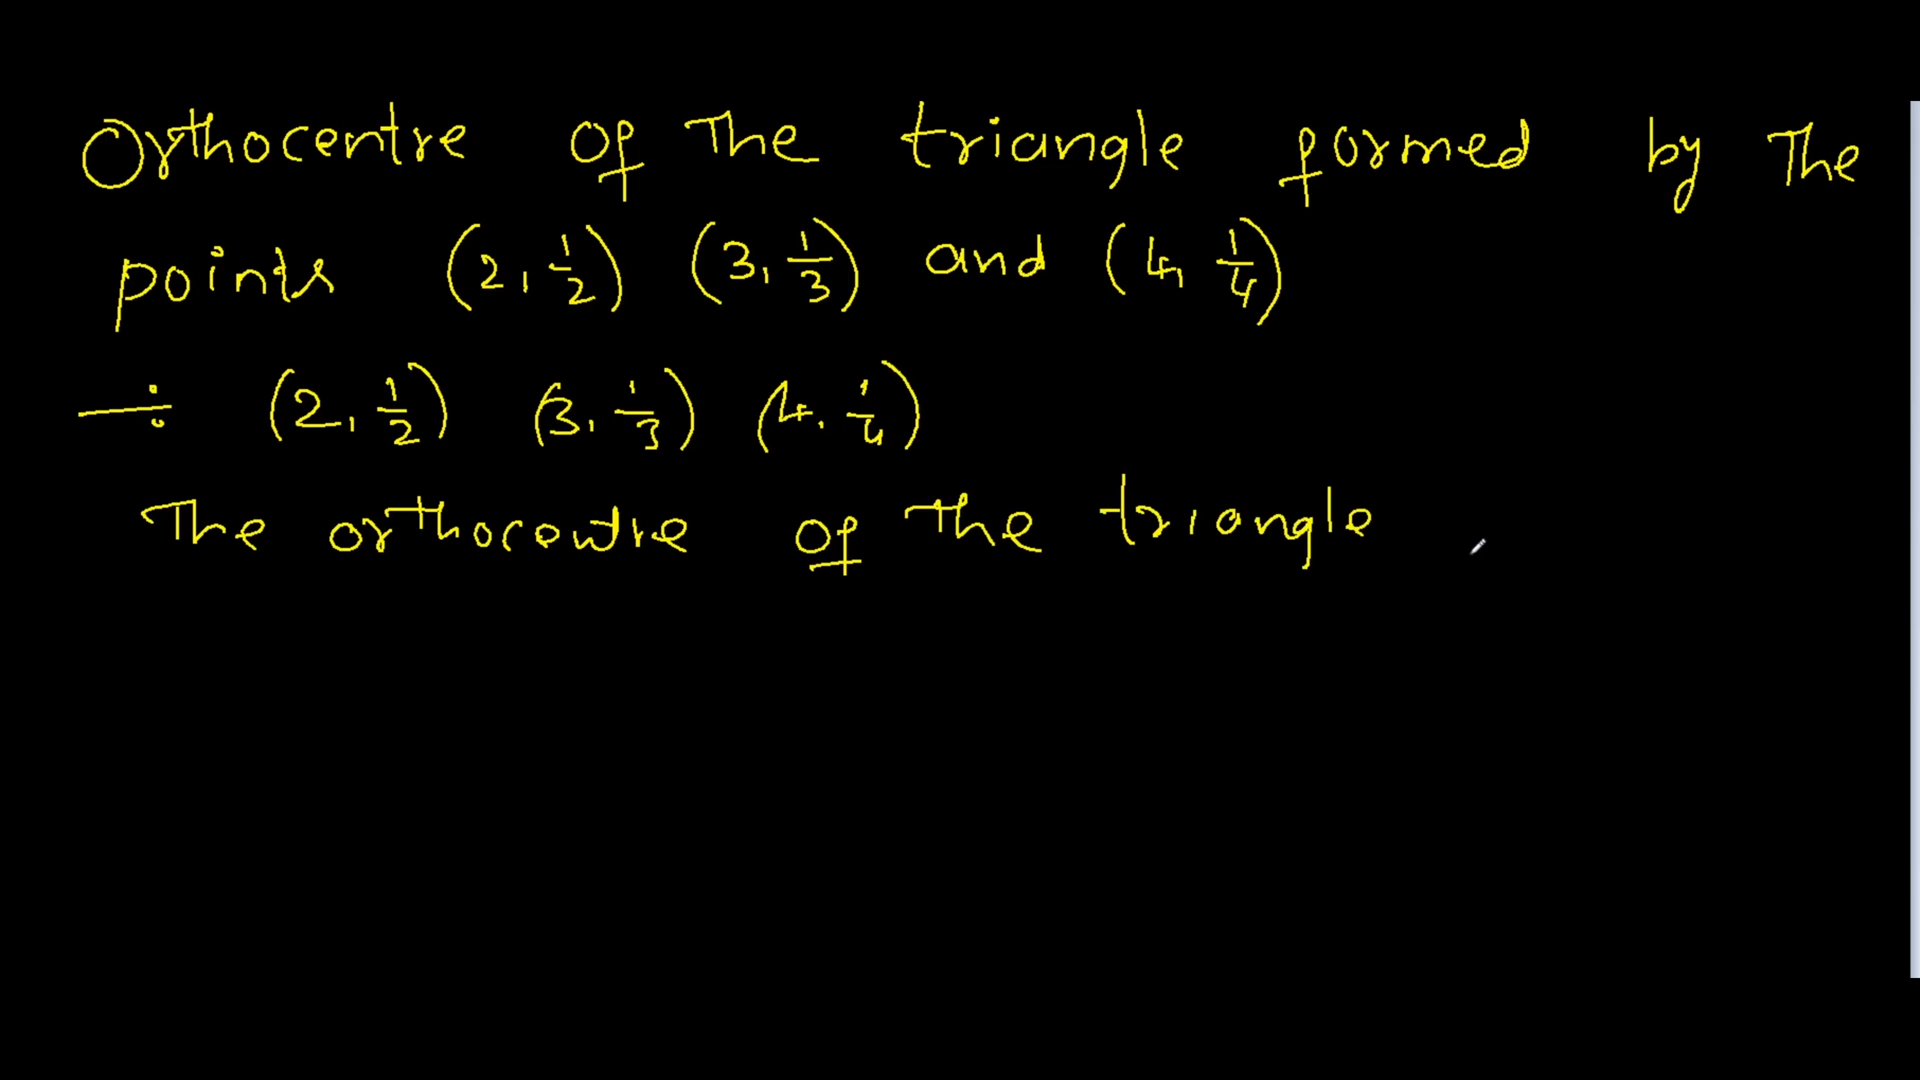 Orthocentre of The triangle formed by The
points (2, 1/2) (3, 1/3) and (4, 1/4)
÷ (2, 1/2) (3, 1/3) (4, 1/4)
The orthocentre of The triangle